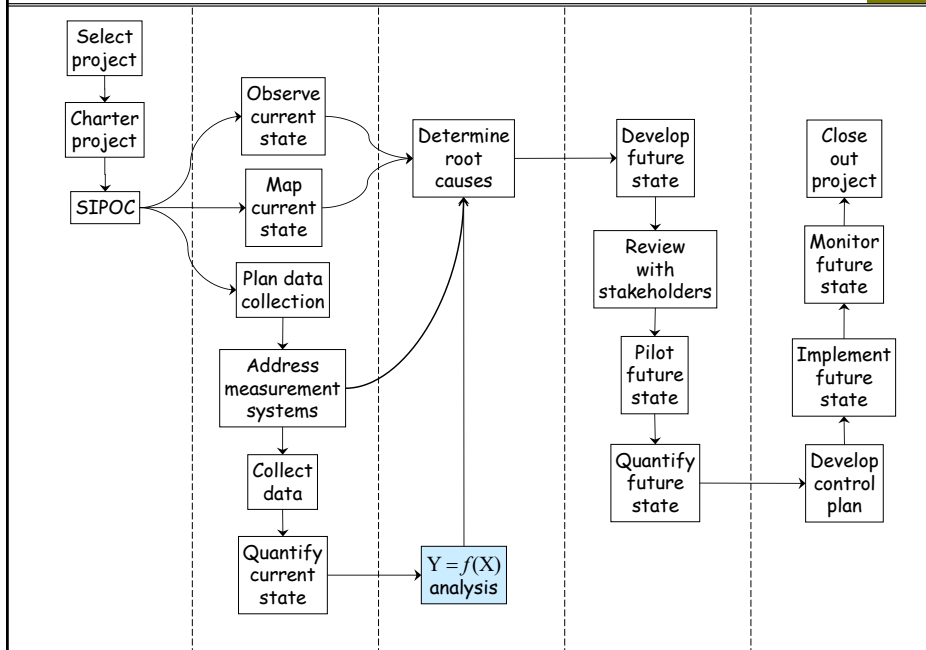 Select
project
Charter
project
SIPOC
Observe
current
state
Map
current
state
Plan data
collection
Address
measurement
systems
Collect
data
Quantify
current
state
Determine
root
causes
Y = f(X)
analysis
Develop
future
state
Review
with
stakeholders
Pilot
future
state
Quantify
future
state
Close
out
project
Monitor
future
state
Implement
future
state
Develop
control
plan